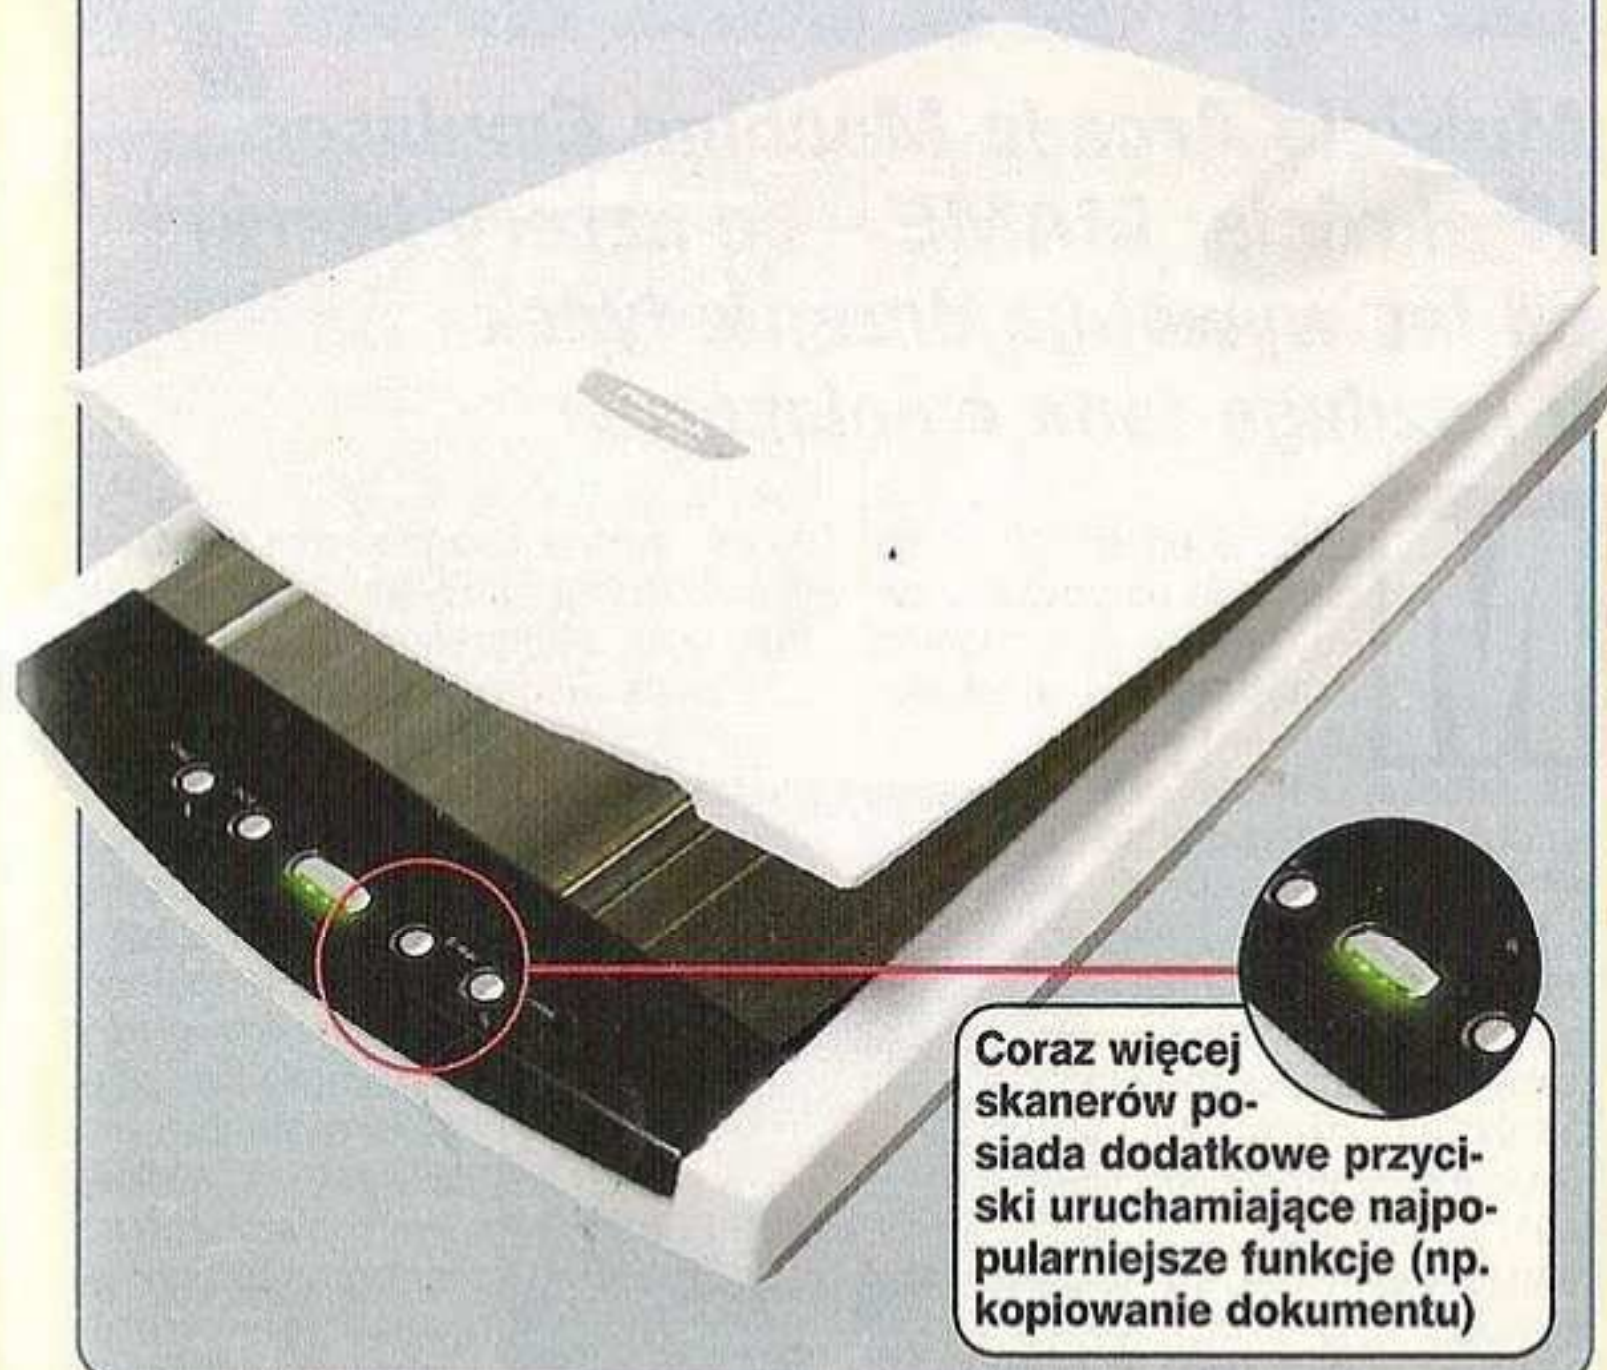 Coraz więcej
skanerów po-
siada dodatkowe przyci-
ski uruchamiające najpo-
pularniejsze funkcje (np.
kopiowanie dokumentu)